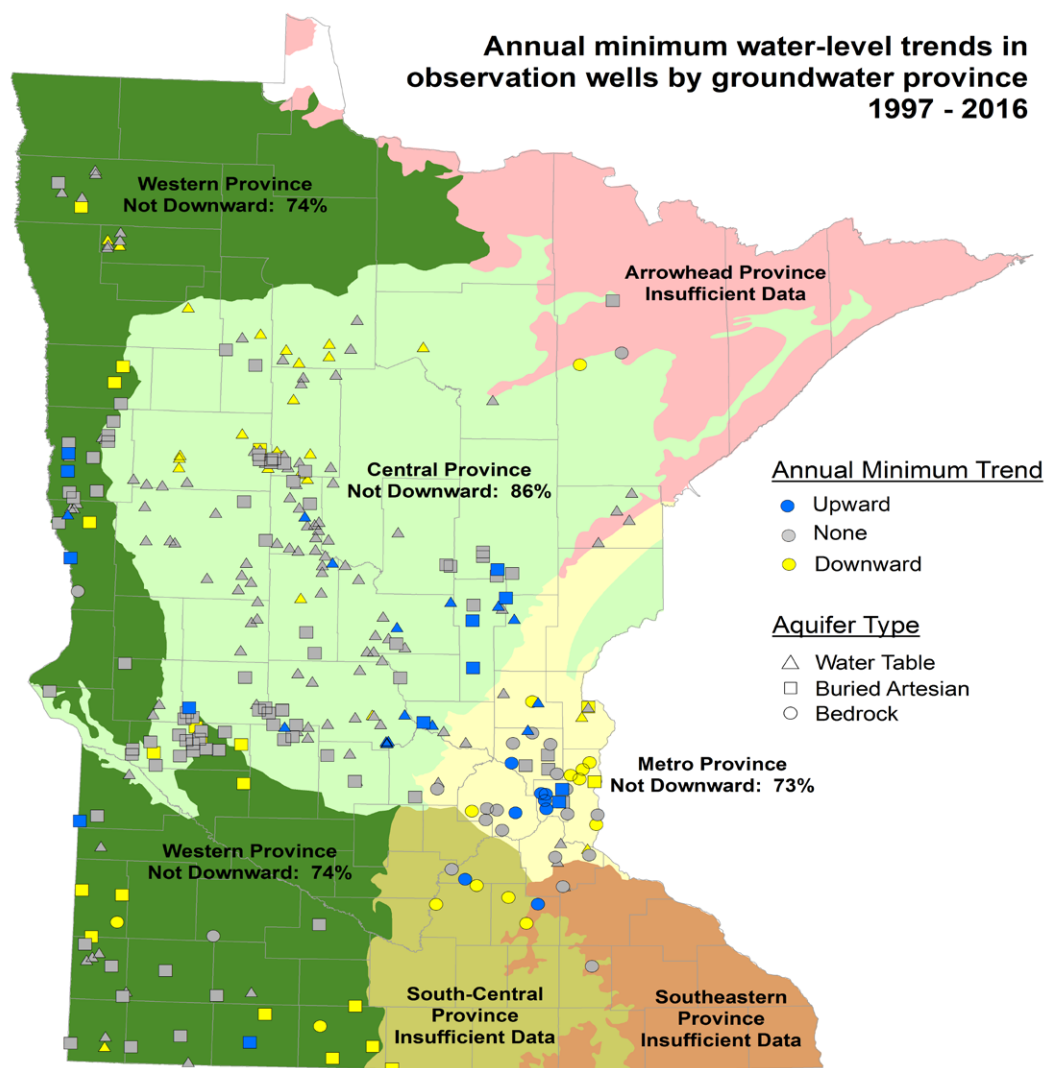 Annual minimum water-level trends in
observation wells by groundwater province
1997 - 2016
Western Province
Not Downward: 74%
Arrowhead Province
Insufficient Data
Central Province
Not Downward: 86%
Annual Minimum Trend
Upward
None
Downward
Aquifer Type
Water Table
Buried Artesian
Bedrock
Metro Province
Not Downward: 73%
Western Province
Not Downward: 74%
South-Central
Province
Insufficient Data
Southeastern
Province
Insufficient Data